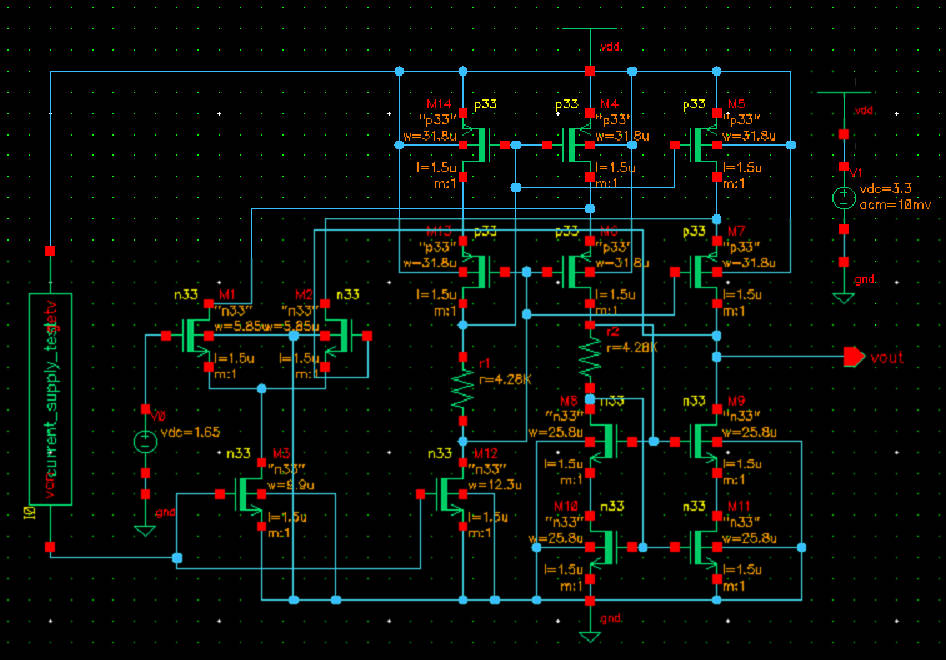 vdd
M14
p33
"p33"
w=31.8u
l=1.5u
m:1
M4
p33
"p33"
w=31.8u
l=1.5u
m:1
M5
p33
"p33"
w=31.8u
l=1.5u
m:1
vdd
V1
vdc=3.3
acm=10mv
gnd
M13
p33
"p33"
w=31.8u
l=1.5u
m:1
p33
"p33"
w=31.8u
l=1.5u
m:1
M7
p33
"p33"
w=31.8u
l=1.5u
m:1
current_supply_test
I0
n33
M1
"n33"
w=5.85u
l=1.5u
m:1
M2
n33
"n33"
w=5.85u
l=1.5u
m:1
r1
r=4.28K
r2
r=4.28K
vout
V0
vdc=1.65
gnd
n33
M3
"n33"
w=9.9u
l=1.5u
m:1
n33
M12
"n33"
w=12.3u
l=1.5u
m:1
M8
n33
"n33"
w=25.8u
l=1.5u
m:1
n33
M9
"n33"
w=25.8u
l=1.5u
m:1
M10
n33
"n33"
w=25.8u
l=1.5u
m:1
n33
M11
"n33"
w=25.8u
l=1.5u
m:1
gnd